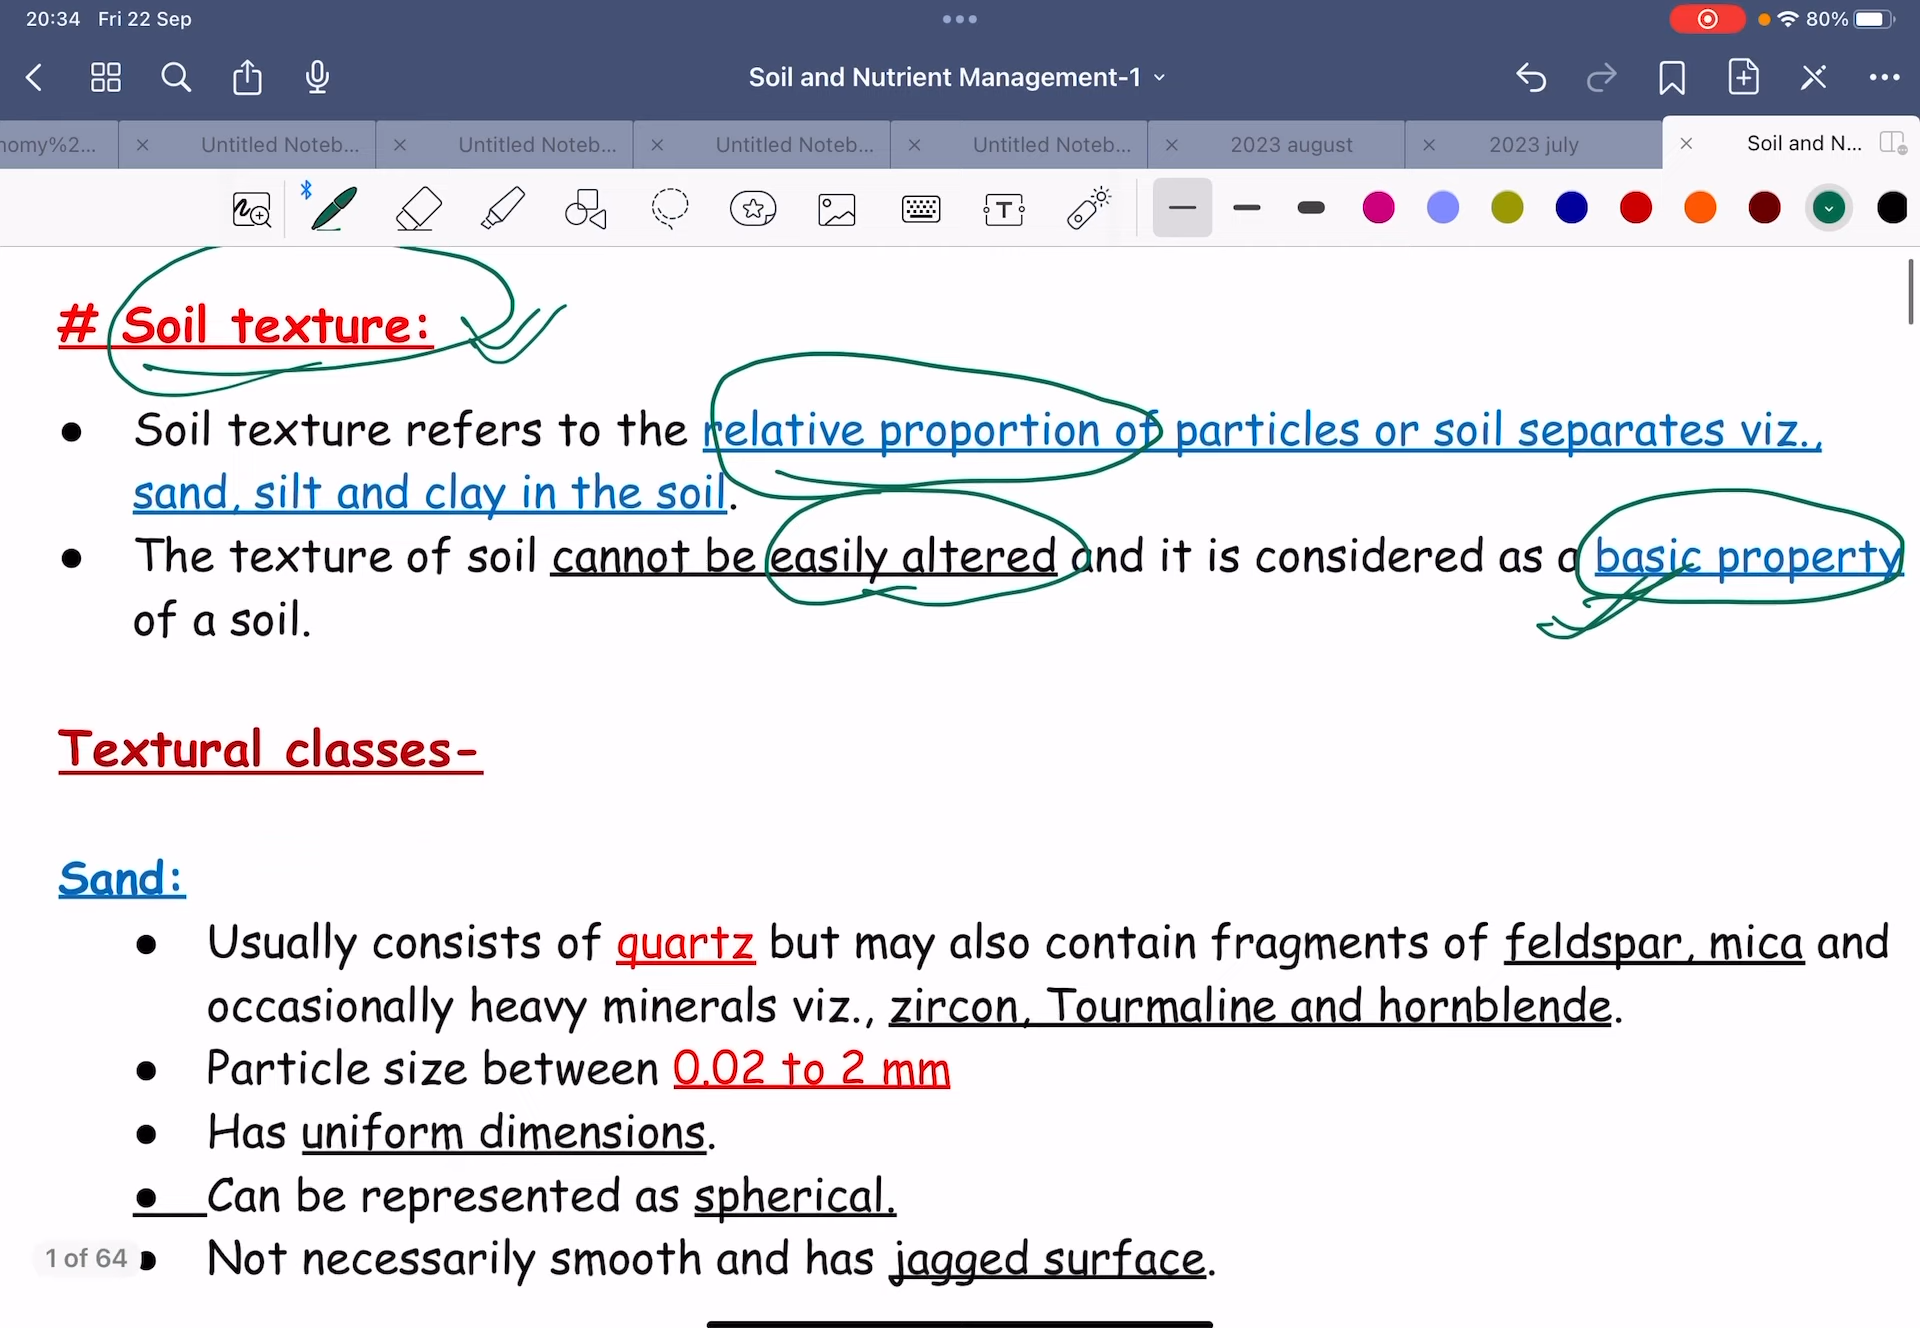 20:34 Fri 22 Sep
80%
Soil and Nutrient Management-1
nomy%2...
Untitled Noteb...
Untitled Noteb...
Untitled Noteb...
Untitled Noteb...
2023 august
2023 july
Soil and N...
# Soil texture:
● Soil texture refers to the relative proportion of particles or soil separates viz.,
sand, silt and clay in the soil.
● The texture of soil cannot be easily altered and it is considered as a basic property
of a soil.
Textural classes-
Sand:
● Usually consists of quartz but may also contain fragments of feldspar, mica and
occasionally heavy minerals viz., zircon, Tourmaline and hornblende.
● Particle size between 0.02 to 2 mm
● Has uniform dimensions.
● Can be represented as spherical.
● Not necessarily smooth and has jagged surface.
1 of 64